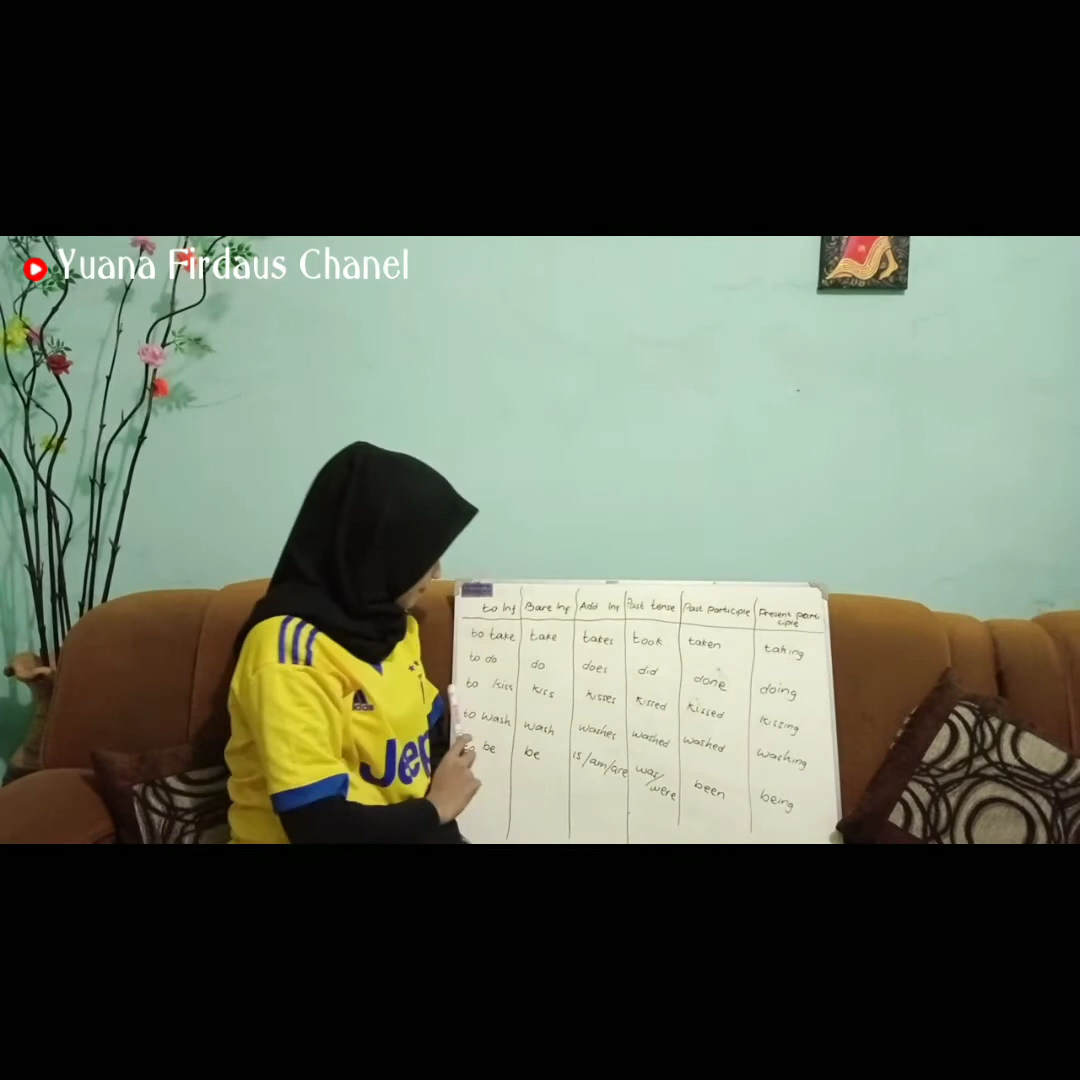 Yuana Firdaus Chanel
to Inf Bare Inf Add Inf Past tense Past participle Present parti
ciple
to take take takes took taken taking
to do do does did done doing
to kiss kiss kisses kissed kissed kissing
to wash wash washes washed washed washing
to be be is/am/are was/ been being
were
adidas
Jeep